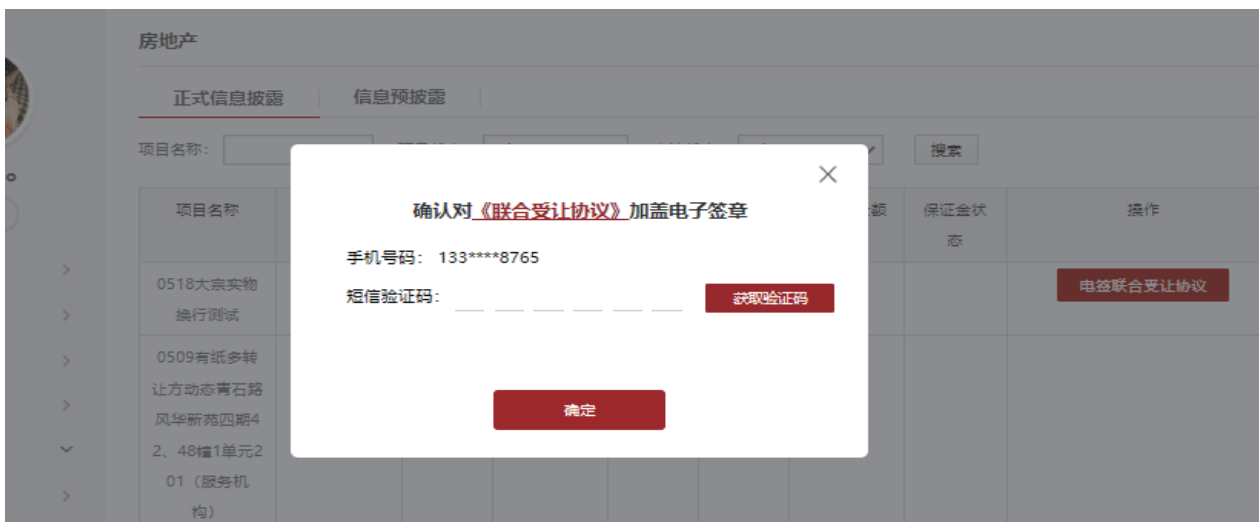 房地产
正式信息披露
信息预披露
项目名称：
搜索
确认对《联合受让协议》加盖电子签章
手机号码： 133****8765
短信验证码：
获取验证码
确定
项目名称
额
保证金状
态
操作
0518大宗实物
换行测试
电签联合受让协议
0509有纸多转
让方动态青石路
风华新苑四期4
2、48幢1单元2
01（服务机
构）